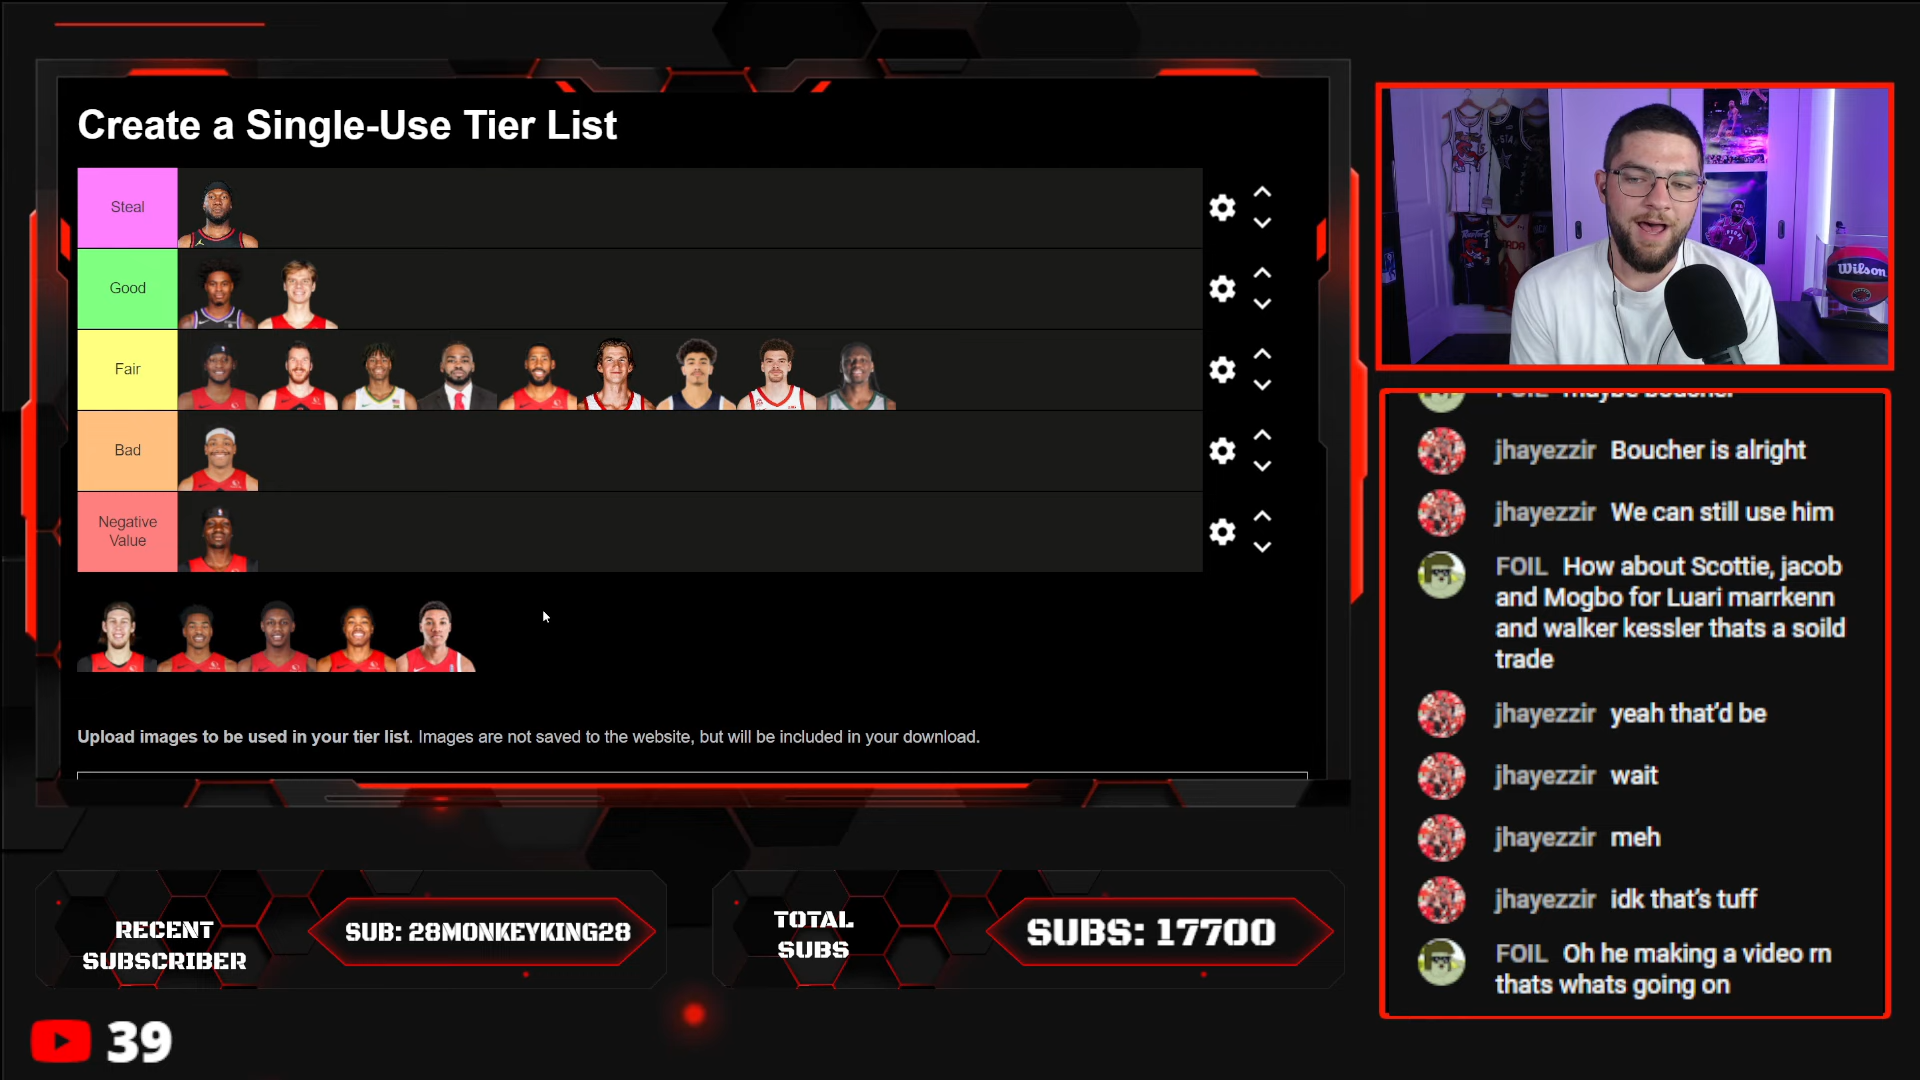 Create a Single-Use Tier List
Steal
Good
Fair
Bad
Negative
Value
Upload images to be used in your tier list. Images are not saved to the website, but will be included in your download.
Wilson
jhayezzir Boucher is alright
jhayezzir We can still use him
FOIL How about Scottie, jacob
and Mogbo for Luari marrkenn
and walker kessler thats a soild
trade
jhayezzir yeah that'd be
jhayezzir wait
jhayezzir meh
jhayezzir idk that's tuff
FOIL Oh he making a video rn
thats whats going on
RECENT
SUBSCRIBER
SUB: 28MONKEYKING28
TOTAL
SUBS
SUBS: 17700
39